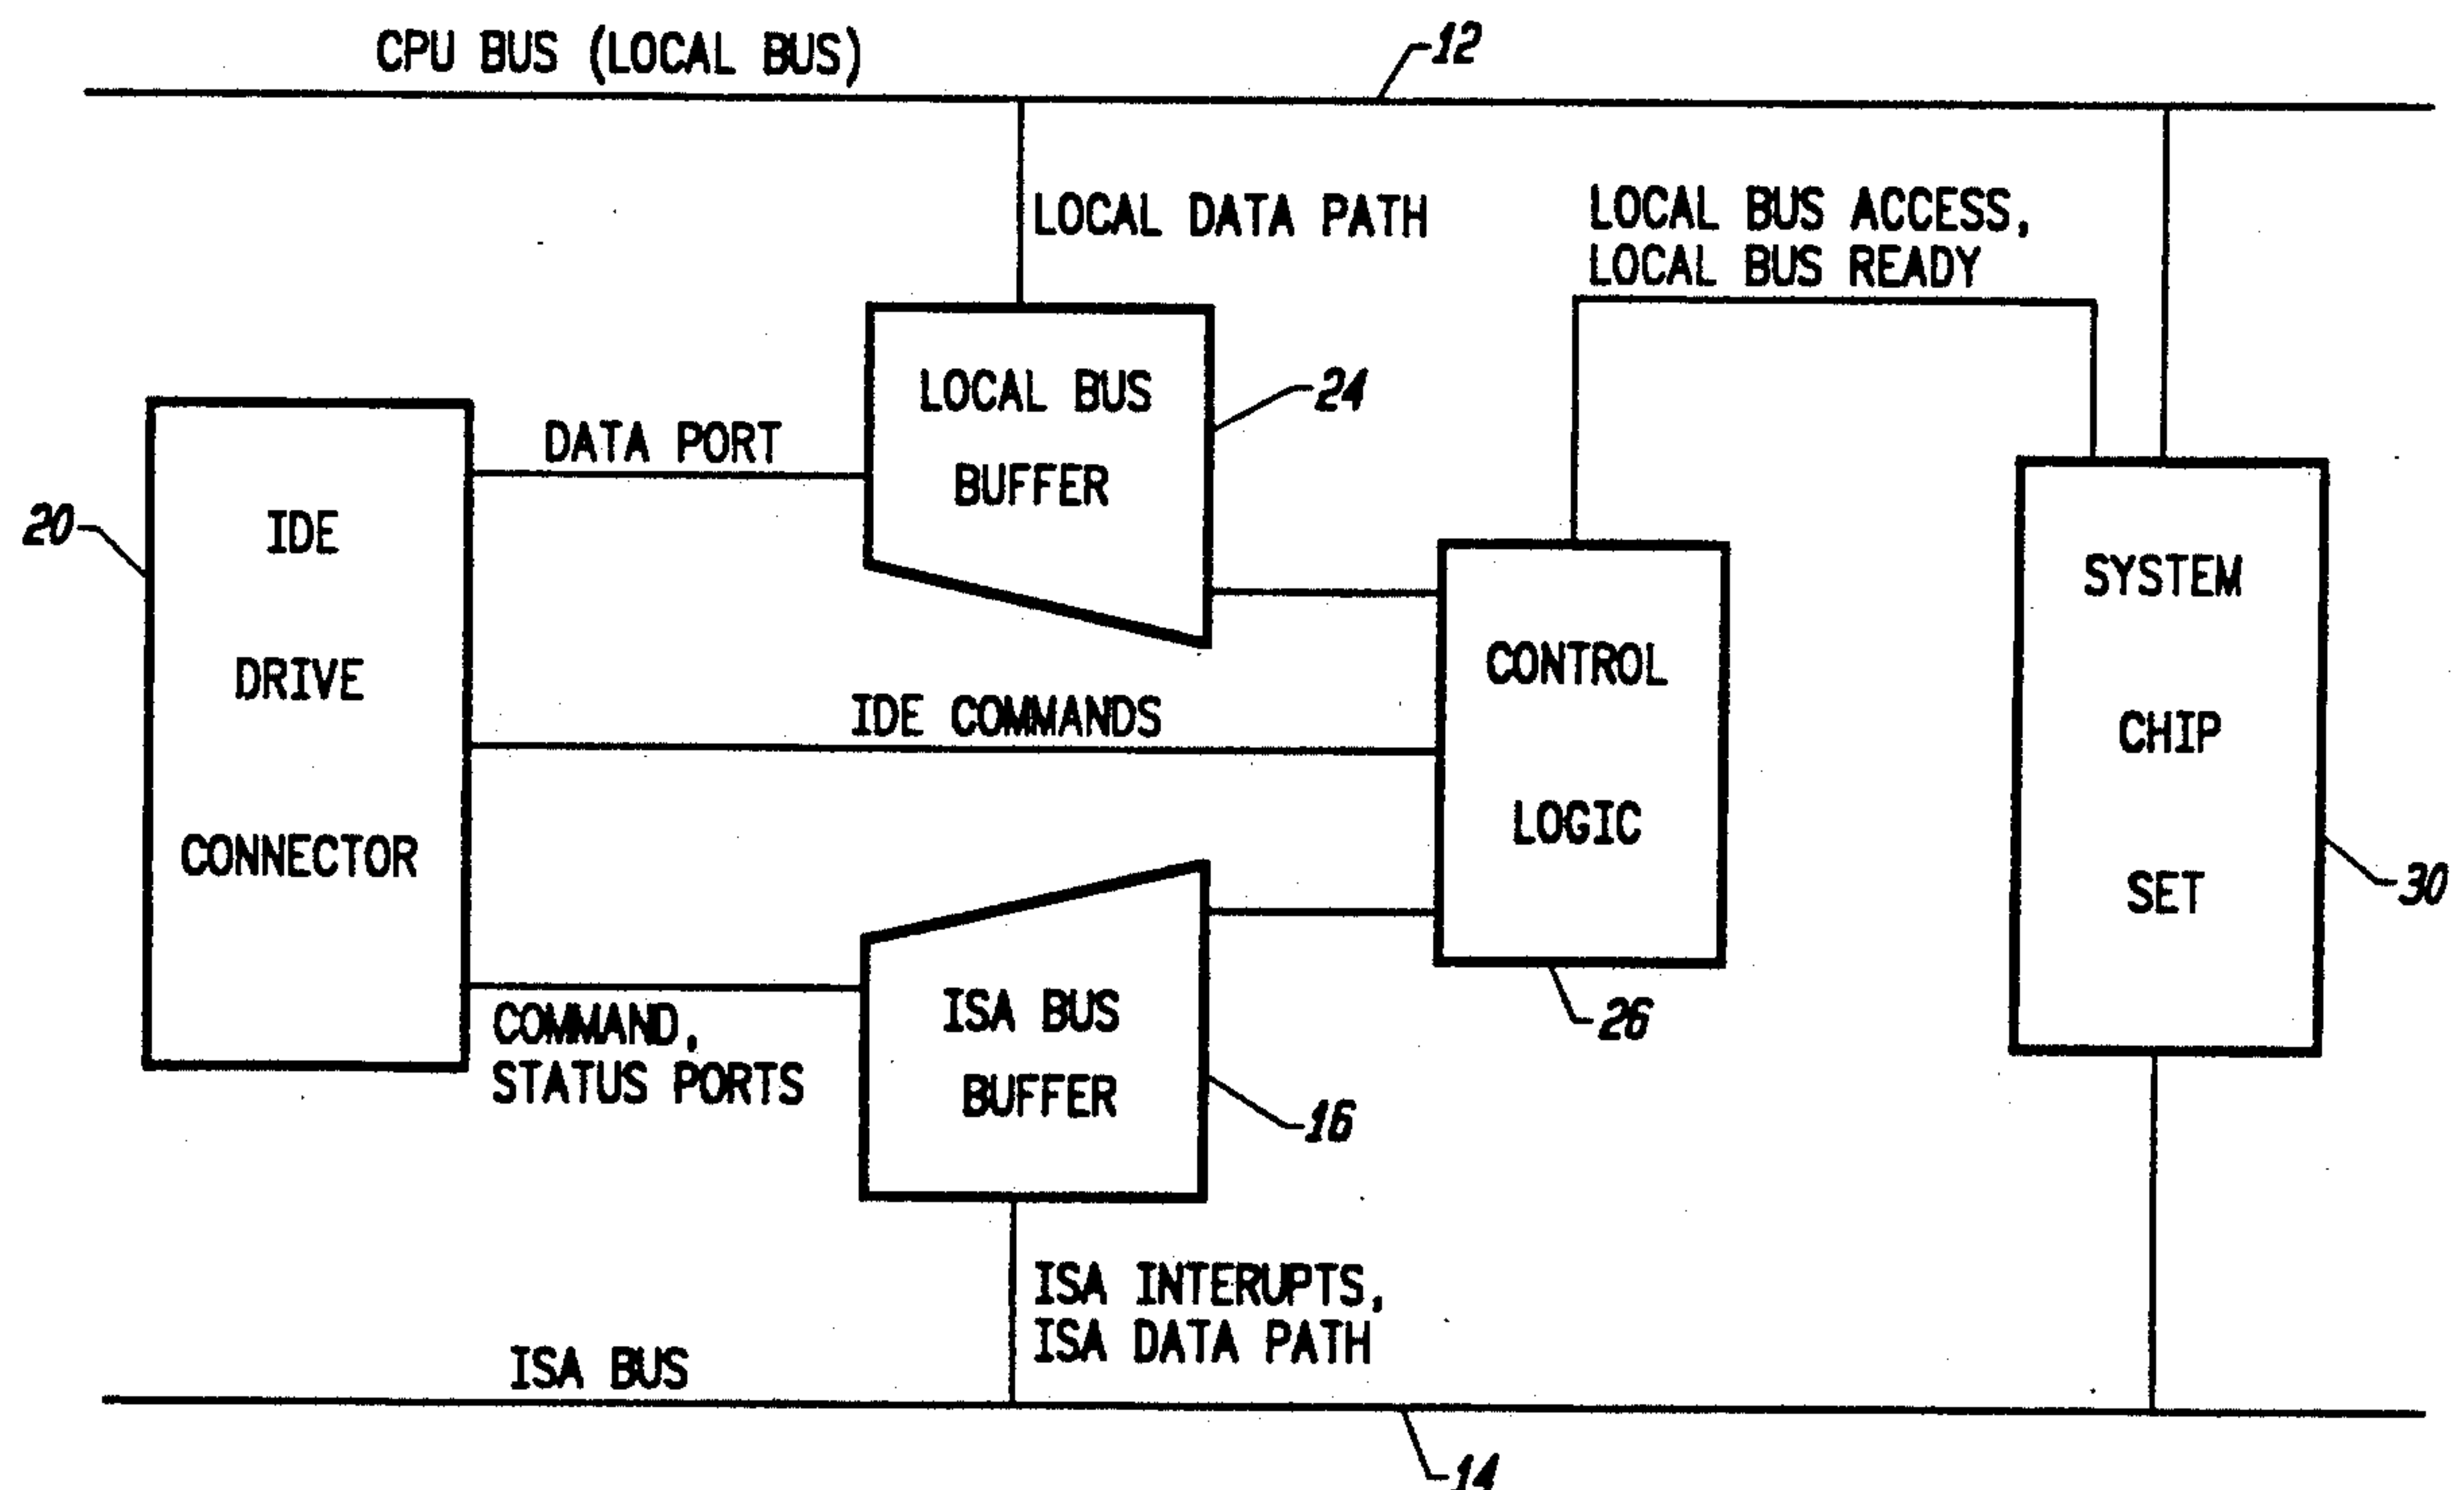 CPU BUS (LOCAL BUS)
12
LOCAL DATA PATH
LOCAL BUS ACCESS,
LOCAL BUS READY
LOCAL BUS
BUFFER
24
DATA PORT
20
IDE
DRIVE
CONNECTOR
IDE COMMANDS
CONTROL
LOGIC
26
SYSTEM
CHIP
SET
30
COMMAND,
STATUS PORTS
ISA BUS
BUFFER
16
ISA INTERUPTS,
ISA DATA PATH
ISA BUS
14